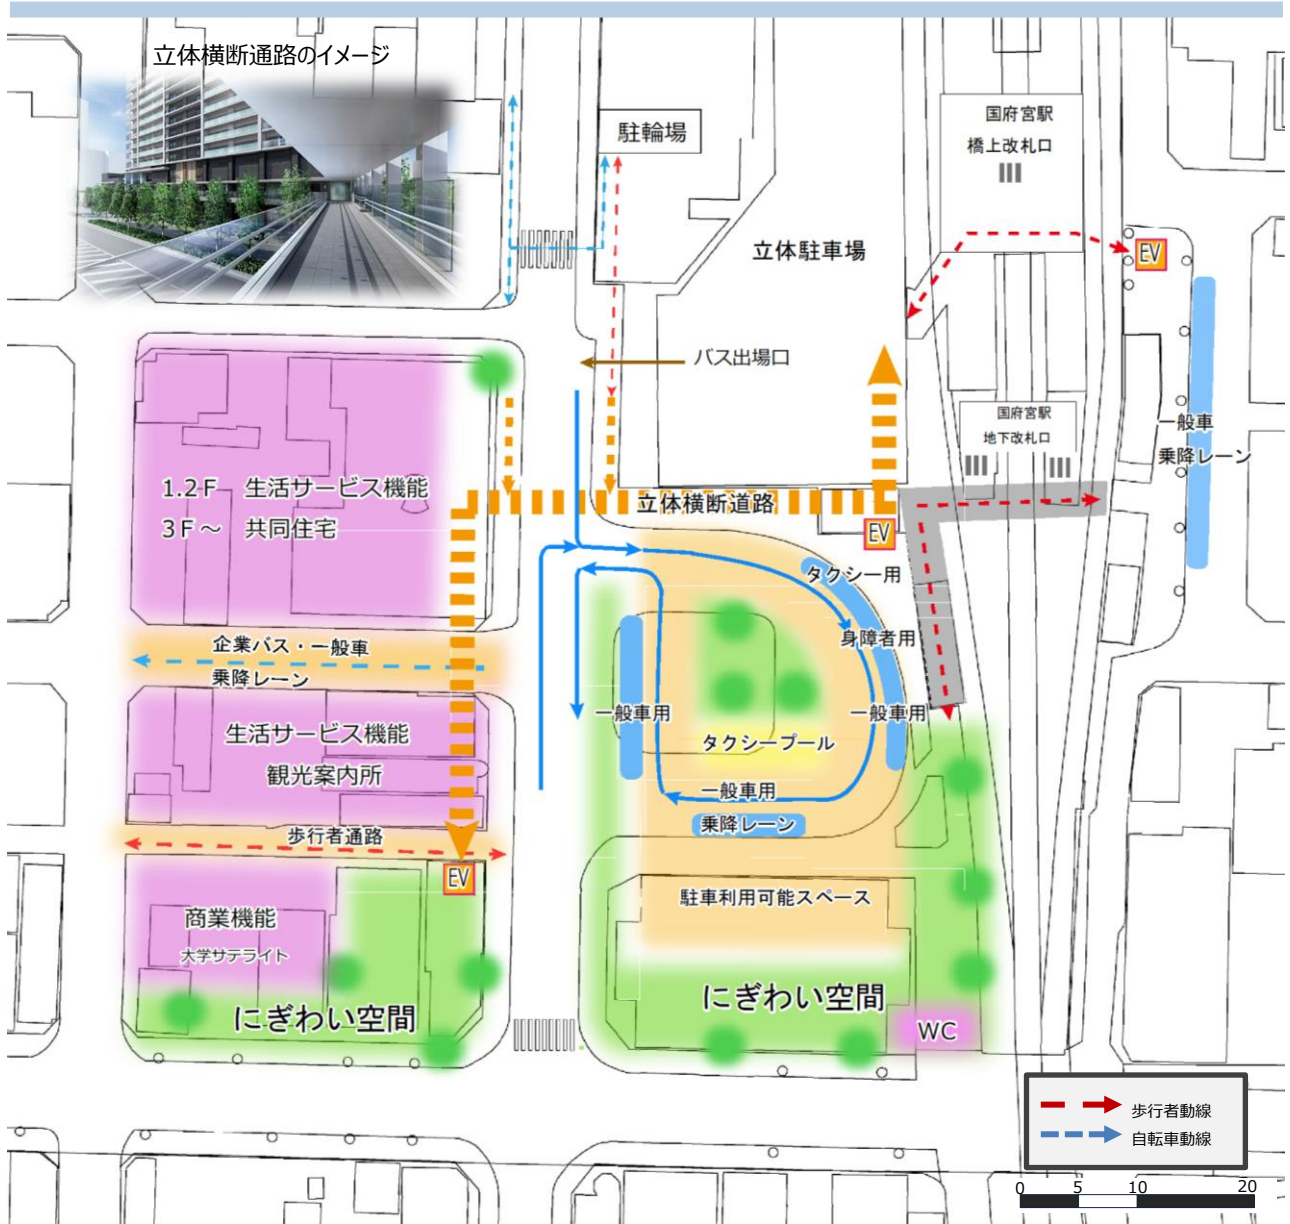 立体横断通路のイメージ
駐輪場
国府宮駅
橋上改札口
立体駐車場
EV
バス出場口
国府宮駅
地下改札口
一般車
乗降レーン
1.2F 生活サービス機能
3F～ 共同住宅
立体横断道路
EV
タクシー用
身障者用
企業バス・一般車
乗降レーン
一般車用
一般車用
生活サービス機能
観光案内所
タクシープール
一般車用
乗降レーン
歩行者通路
EV
駐車利用可能スペース
商業機能
大学サテライト
にぎわい空間
にぎわい空間
WC
歩行者動線
自転車動線
0 5 10 20